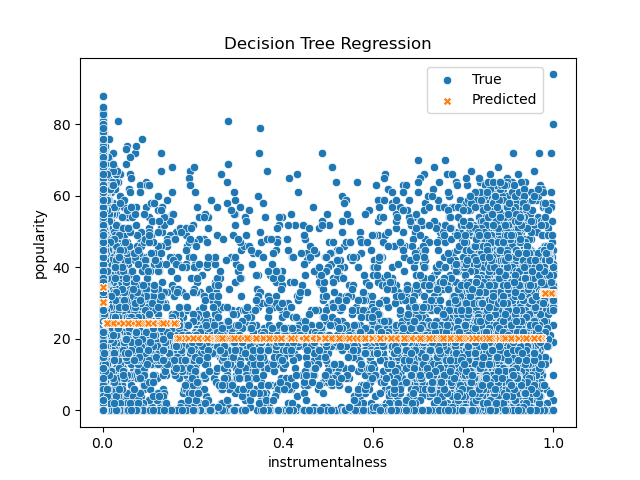 Decision Tree Regression
True
Predicted
popularity
80
60
40
20
0
0.0 0.2 0.4 0.6 0.8 1.0
instrumentalness